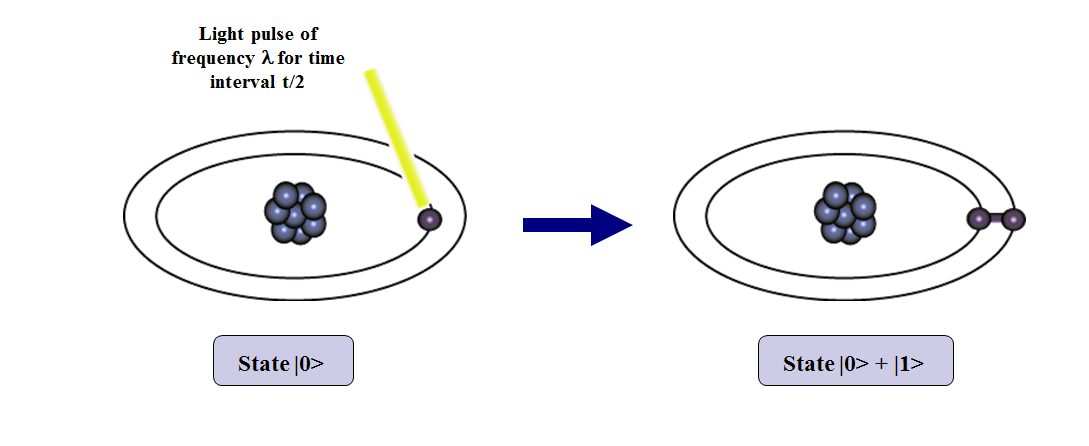 Light pulse of
frequency λ for time
interval t/2
State |0>
State |0> + |1>